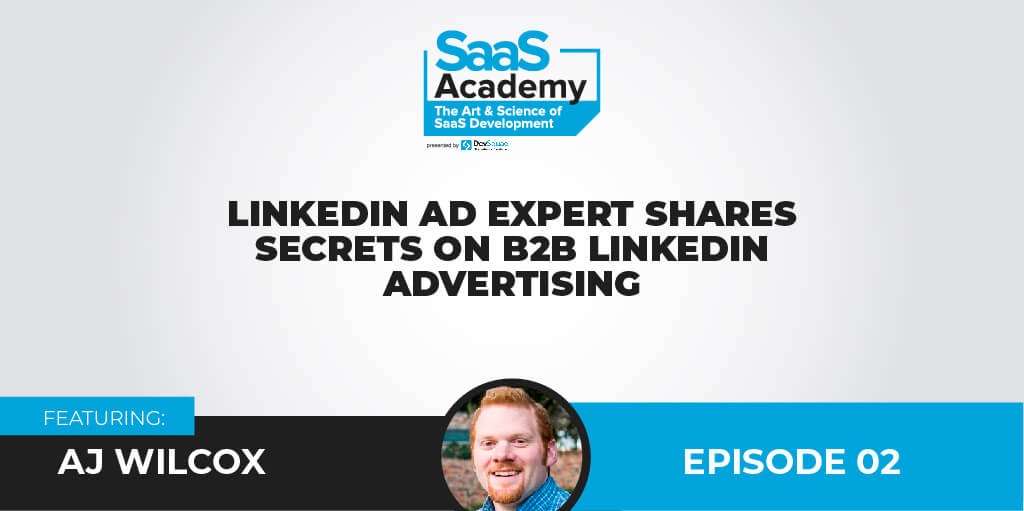 SaaS
Academy
The Art & Science of
SaaS Development
presented by DevSquad
LINKEDIN AD EXPERT SHARES
SECRETS ON B2B LINKEDIN
ADVERTISING
FEATURING:
AJ WILCOX
EPISODE 02